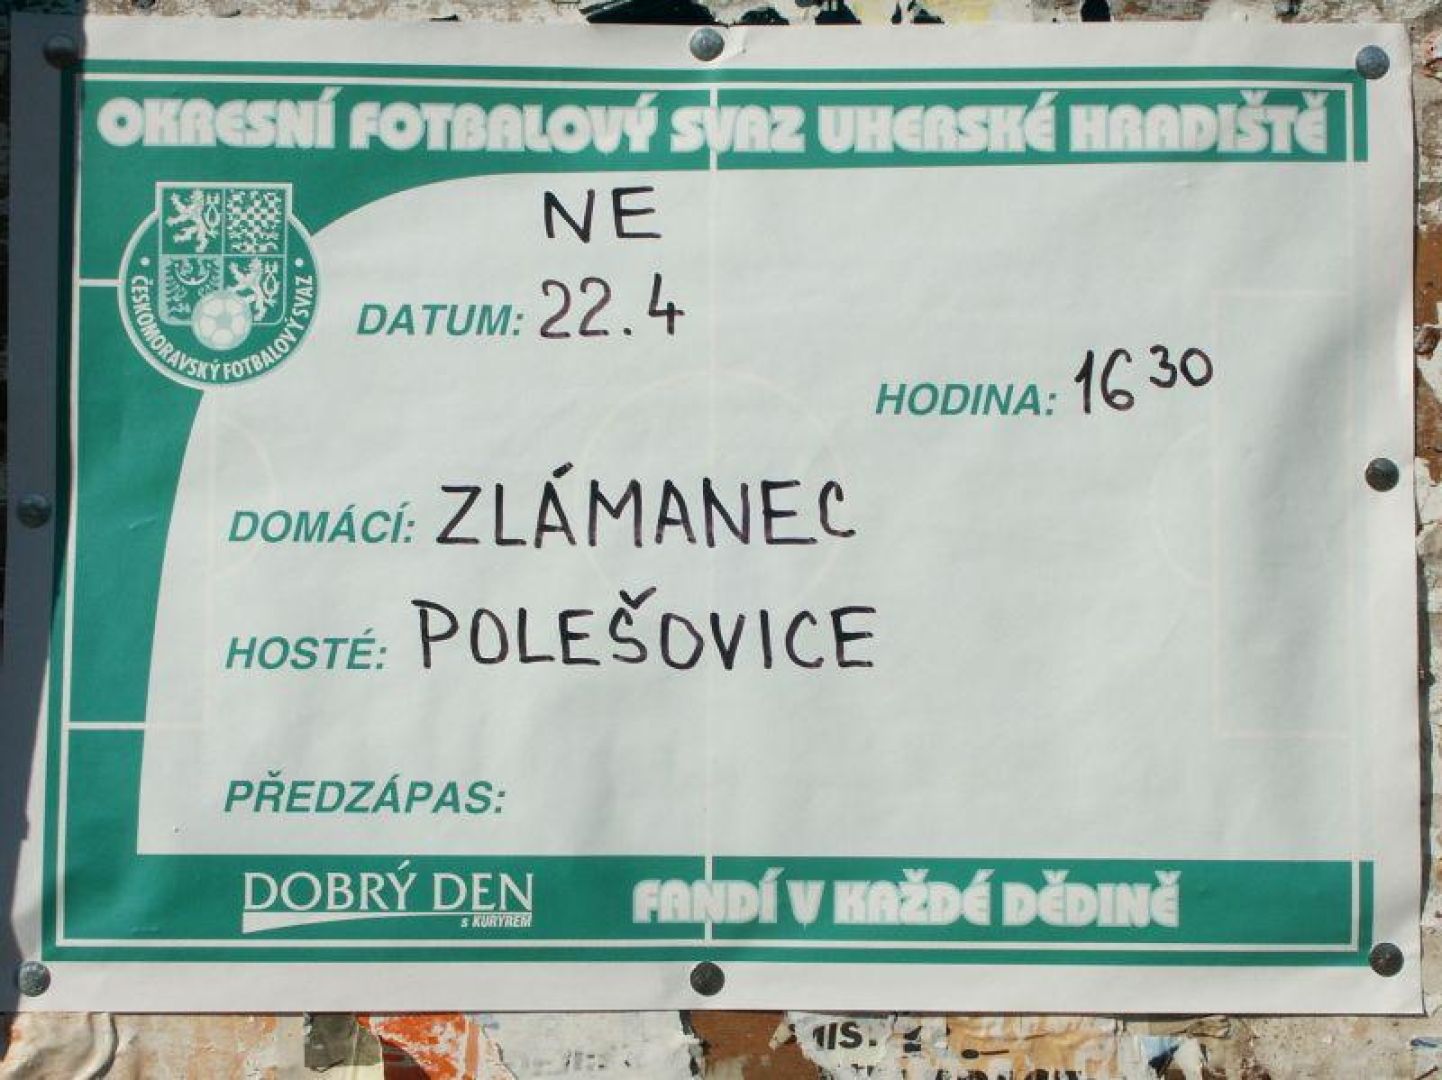 OKRESNÍ FOTBALOVÝ SVAZ UHERSKÉ HRADIŠTĚ
ČESKOMORAVSKÝ FOTBALOVÝ SVAZ
NE
DATUM: 22.4
HODINA: 16 30
DOMÁCÍ: ZLÁMANEC
HOSTÉ: POLEŠOVICE
PŘEDZÁPAS:
DOBRÝ DEN
s KURÝREM
FANDÍ V KAŽDÉ DĚDINĚ